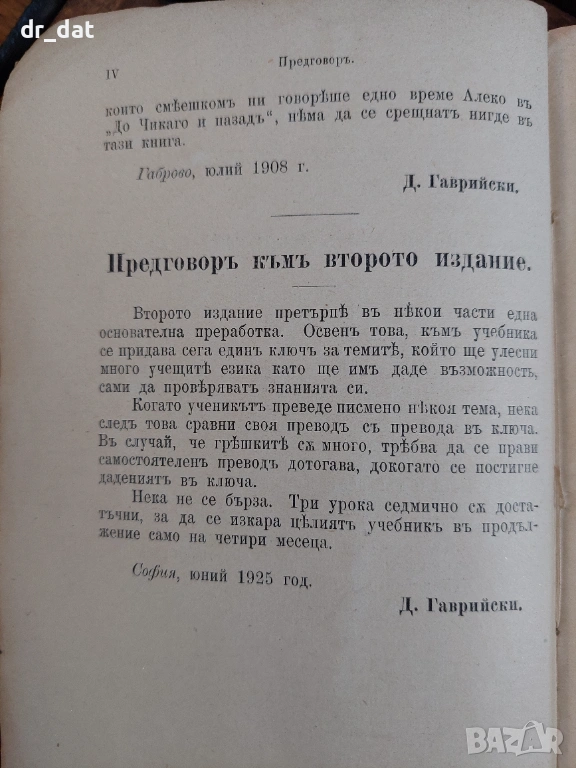 dr_dat
IV
Предговоръ.
които смѣешкомъ ни говорѣше едно време Алеко въ
„До Чикаго и назадъ“, нѣма да се срещнатъ нигде въ
тази книга.
Габрово, юлий 1908 г.
Д. Гаврийски.
Предговоръ към​ъ второто издание.
Второто издание претърпѣ въ нѣкои части една
основателна преработка. Освенъ това, къмъ учебника
се придава сега единъ ключъ за темитѣ, който ще улесни
много учещитѣ езика като ще имъ даде възможность,
сами да провѣряватъ знанията си.
Когато ученикътъ преведе писмено нѣкоя тема, нека
следъ това сравни своя преводъ съ превода въ ключа.
Въ случай, че грѣшкитѣ сѫ много, трѣбва да се прави
самостоятеленъ преводъ дотогава, докогато се постигне
дадениятъ въ ключа.
Нека не се бърза. Три урока седмично сѫ доста-
тъчни, за да се изкара цѣлиятъ учебникъ въ продъл-
жение само на четири месеца.
София, юний 1925 год.
Д. Гаврийски.
BAZAR